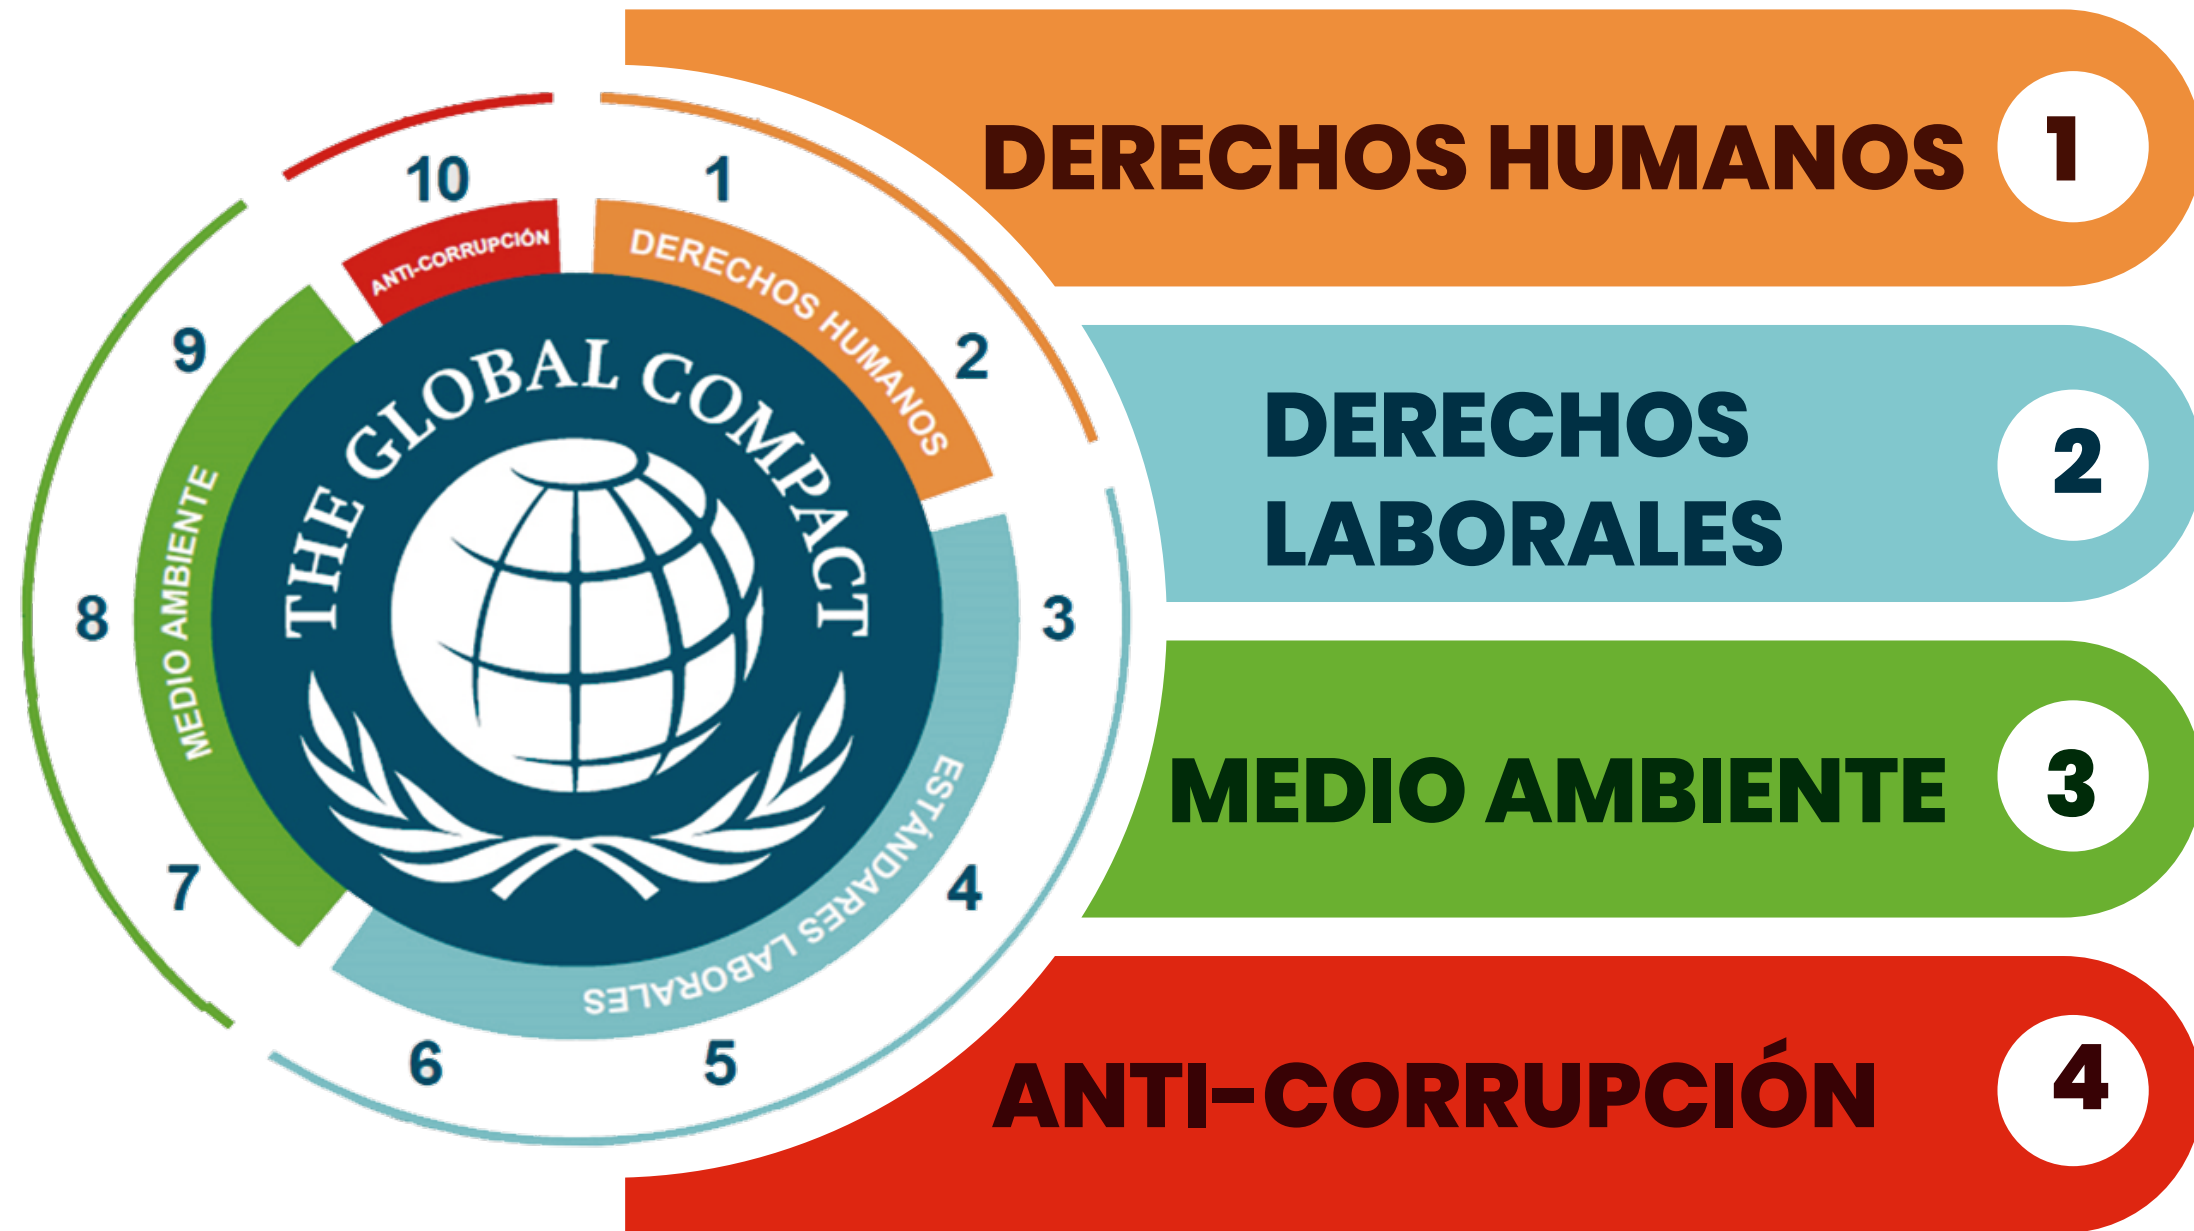 10
1
ANTI-CORRUPCIÓN
DERECHOS HUMANOS
9
2
THE GLOBAL COMPACT
MEDIO AMBIENTE
8
3
7
4
ESTÁNDARES LABORALES
6
5
DERECHOS HUMANOS
1
DERECHOS
LABORALES
2
MEDIO AMBIENTE
3
ANTI-CORRUPCIÓN
4